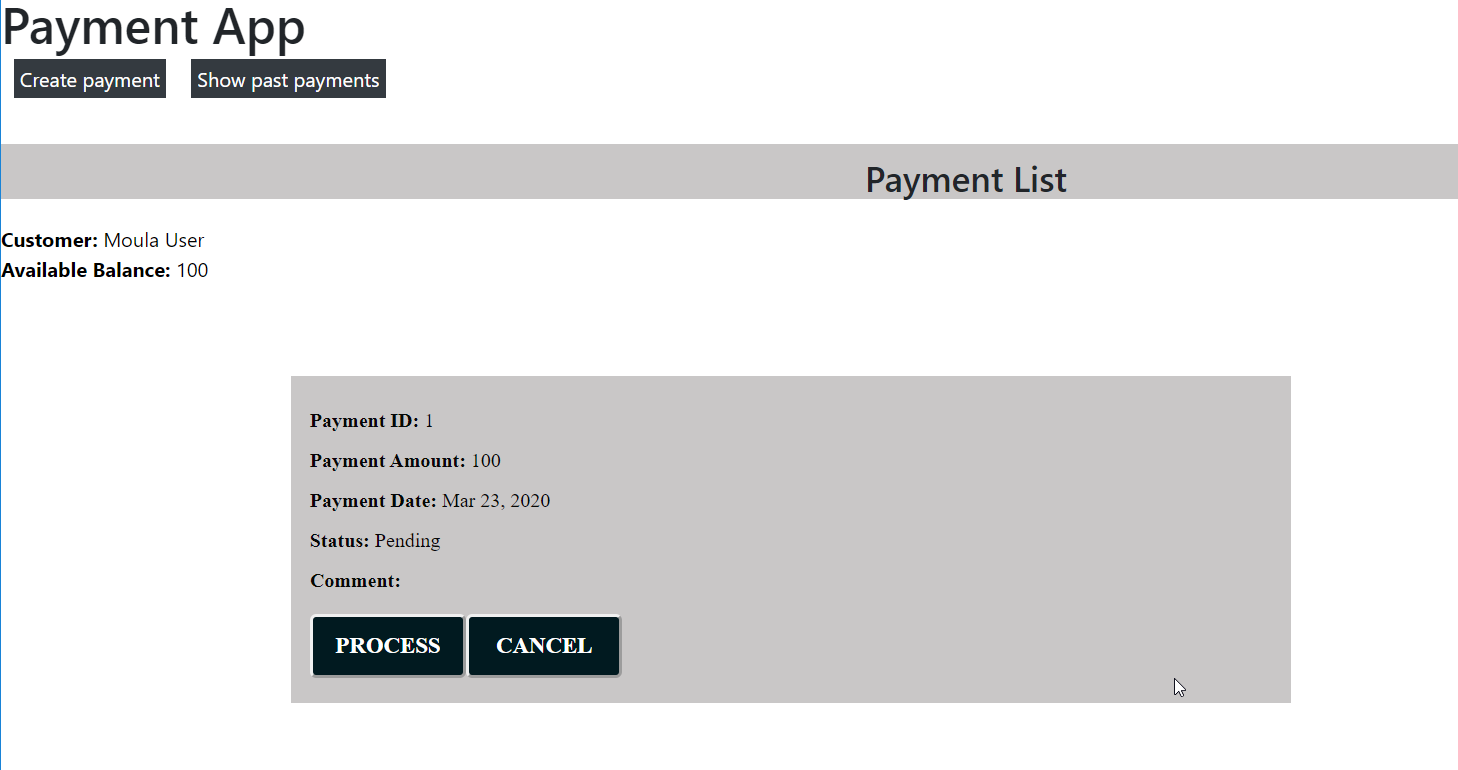 Payment App
Create payment Show past payments
Payment List
Customer: Moula User
Available Balance: 100
Payment ID: 1
Payment Amount: 100
Payment Date: Mar 23, 2020
Status: Pending
Comment:
PROCESS CANCEL